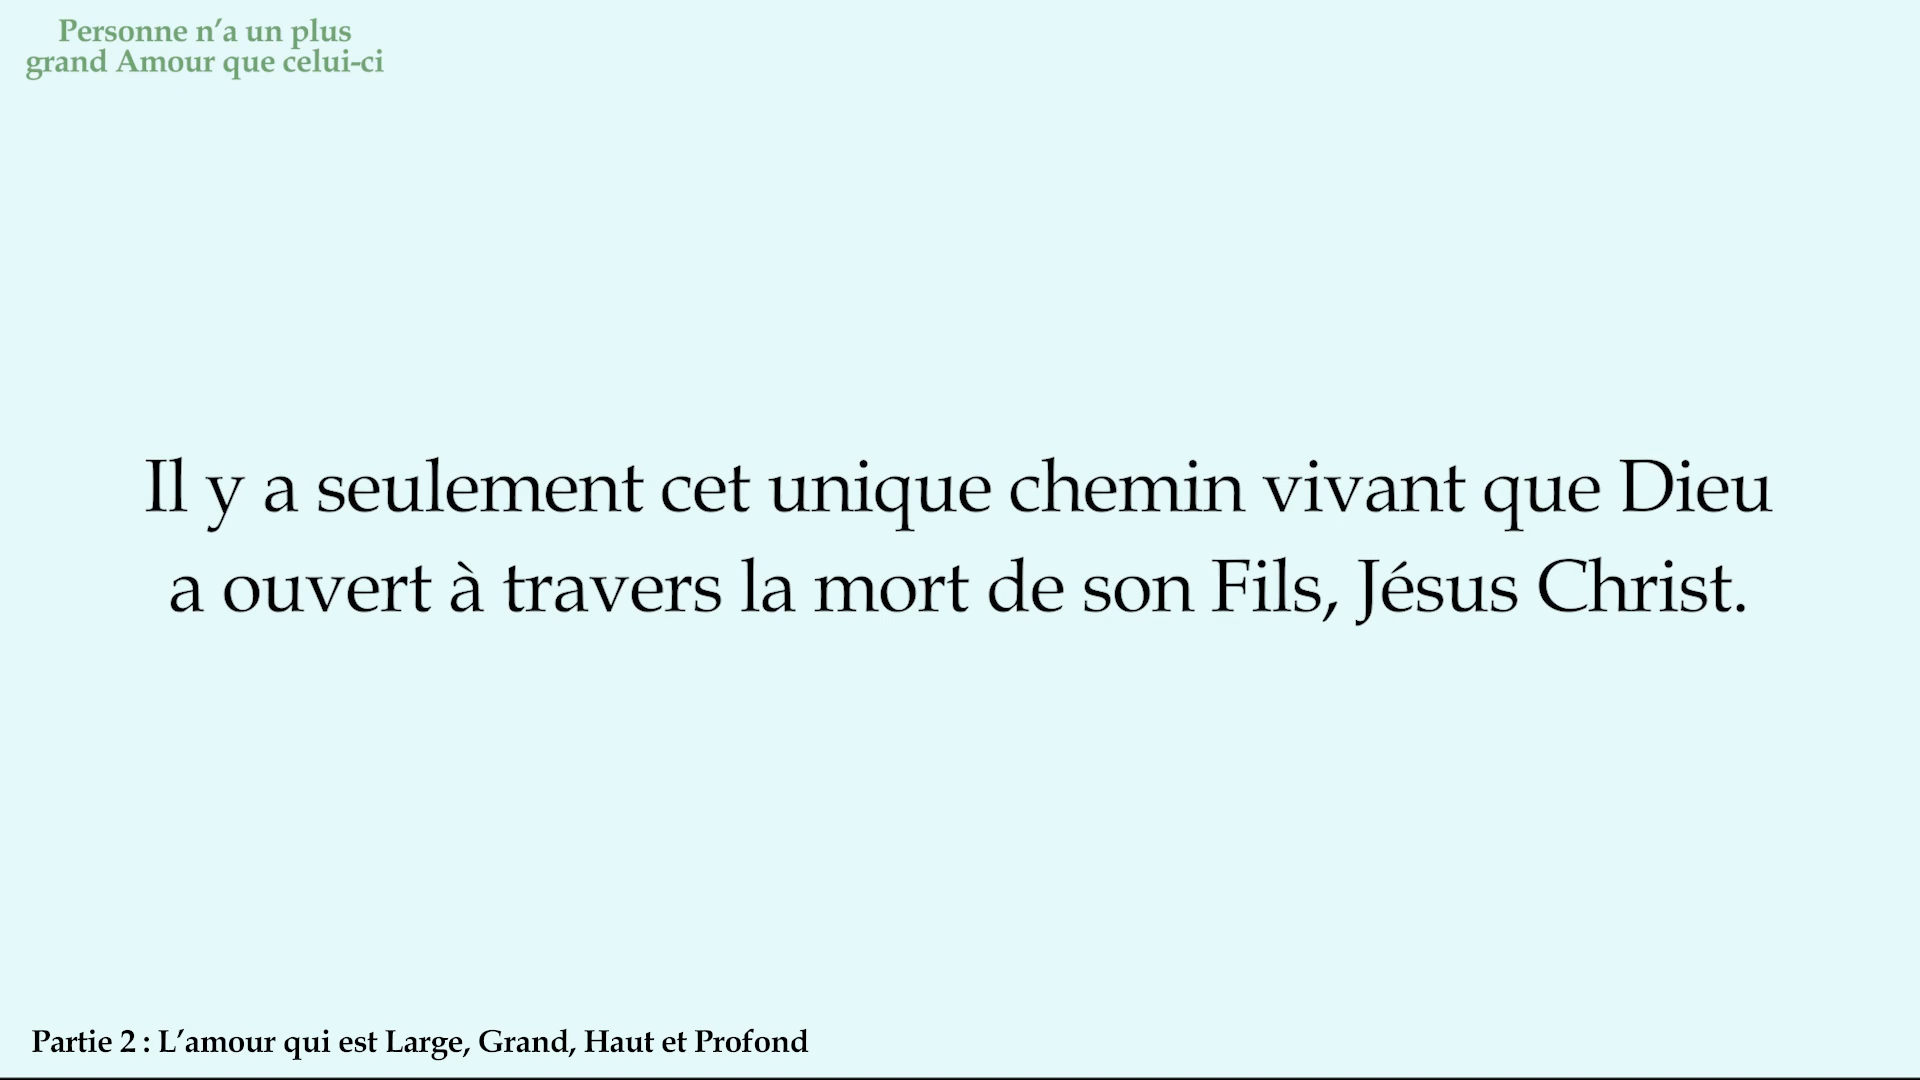 Personne n’a un plus
grand Amour que celui-ci
Il y a seulement cet unique chemin vivant que Dieu
a ouvert à travers la mort de son Fils, Jésus Christ.
Partie 2 : L’amour qui est Large, Grand, Haut et Profond